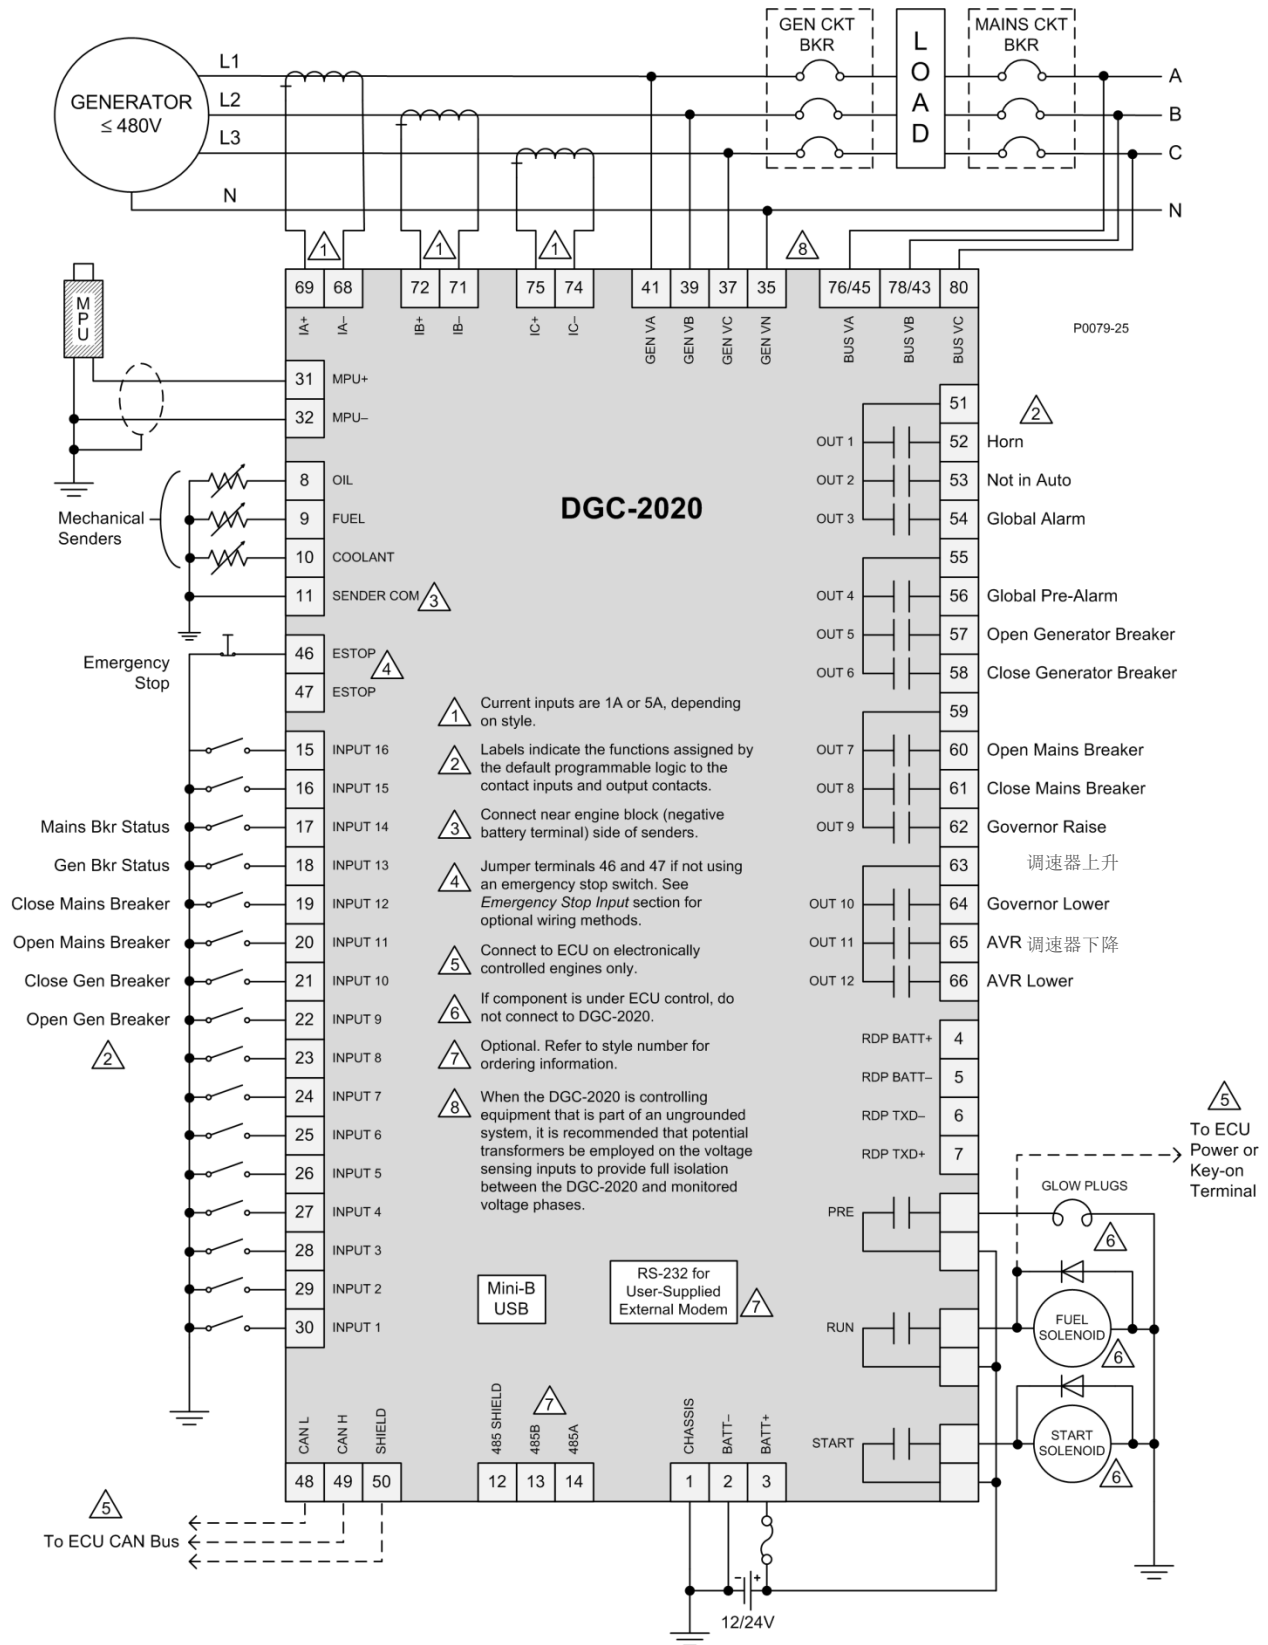 GEN CKT
BKR
MAINS CKT
BKR
L
O
A
D
GENERATOR
≤ 480V
L1
L2
L3
N
A
B
C
N
1
1
1
8
69
68
72
71
75
74
41
39
37
35
76/45
78/43
80
IA+
IA–
IB+
IB–
IC+
IC–
GEN VA
GEN VB
GEN VC
GEN VN
BUS VA
BUS VB
BUS VC
P0079-25
MPU
31 MPU+
32 MPU–
Mechanical
Senders
8 OIL
9 FUEL
10 COOLANT
11 SENDER COM
3
Emergency
Stop
46 ESTOP
47 ESTOP
4
15 INPUT 16
16 INPUT 15
Mains Bkr Status 17 INPUT 14
Gen Bkr Status 18 INPUT 13
Close Mains Breaker 19 INPUT 12
Open Mains Breaker 20 INPUT 11
Close Gen Breaker 21 INPUT 10
Open Gen Breaker 22 INPUT 9
2
23 INPUT 8
24 INPUT 7
25 INPUT 6
26 INPUT 5
27 INPUT 4
28 INPUT 3
29 INPUT 2
30 INPUT 1
DGC-2020
1 Current inputs are 1A or 5A, depending
on style.
2 Labels indicate the functions assigned by
the default programmable logic to the
contact inputs and output contacts.
3 Connect near engine block (negative
battery terminal) side of senders.
4 Jumper terminals 46 and 47 if not using
an emergency stop switch. See
Emergency Stop Input section for
optional wiring methods.
5 Connect to ECU on electronically
controlled engines only.
6 If component is under ECU control, do
not connect to DGC-2020.
7 Optional. Refer to style number for
ordering information.
8 When the DGC-2020 is controlling
equipment that is part of an ungrounded
system, it is recommended that potential
transformers be employed on the voltage
sensing inputs to provide full isolation
between the DGC-2020 and monitored
voltage phases.
51
2
OUT 1 52 Horn
OUT 2 53 Not in Auto
OUT 3 54 Global Alarm
55
OUT 4 56 Global Pre-Alarm
OUT 5 57 Open Generator Breaker
OUT 6 58 Close Generator Breaker
59
OUT 7 60 Open Mains Breaker
OUT 8 61 Close Mains Breaker
OUT 9 62 Governor Raise
63 调速器上升
OUT 10 64 Governor Lower
OUT 11 65 AVR 调速器下降
OUT 12 66 AVR Lower
RDP BATT+ 4
RDP BATT– 5
RDP TXD– 6
RDP TXD+ 7
5
To ECU
Power or
Key-on
Terminal
GLOW PLUGS
6
PRE
RUN
FUEL
SOLENOID
6
START
START
SOLENOID
6
Mini-B
USB
RS-232 for
User-Supplied
External Modem
7
CAN L
CAN H
SHIELD
485 SHIELD
485B
485A
7
CHASSIS
BATT–
BATT+
48
49
50
12
13
14
1
2
3
5
To ECU CAN Bus
- +
12/24V